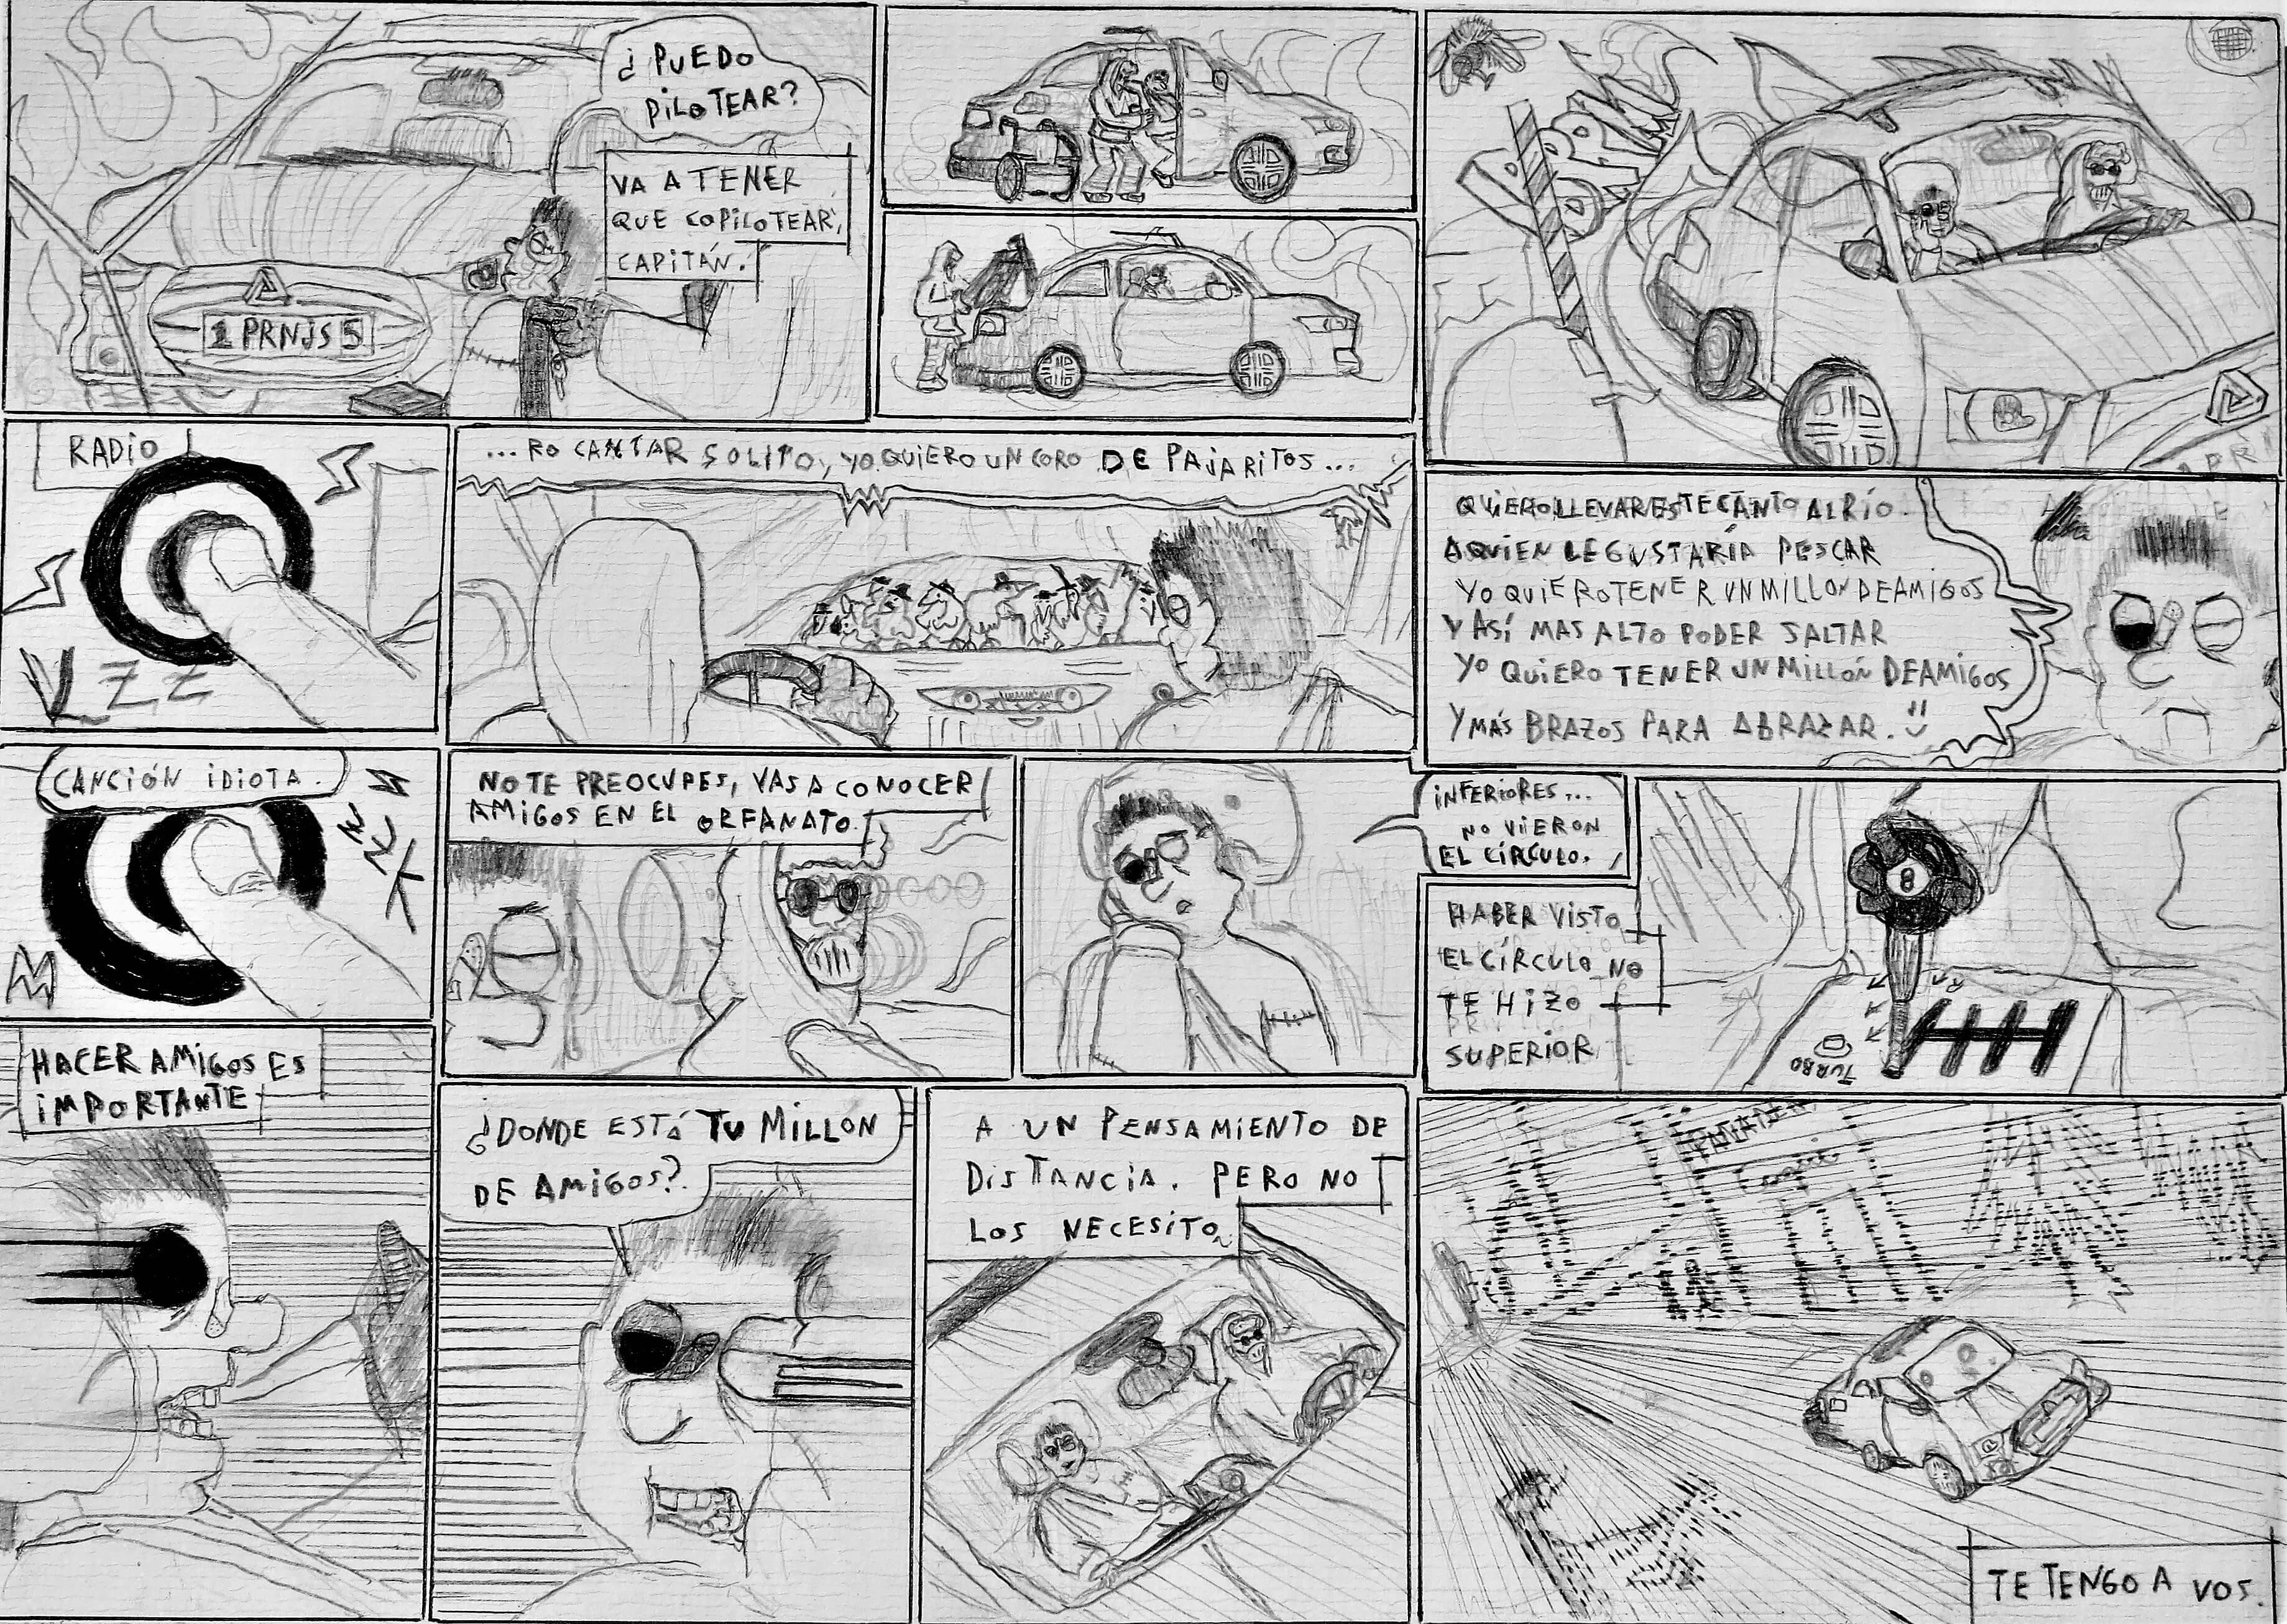 ¿PUEDO
PILOTEAR?
VA A TENER
QUE COPILOTEAR,
CAPITÁN.
1 PRNJS 5
RADIO
VZZ
...RO CANTAR SOLITO, YO QUIERO UN CORO DE PAJARITOS...
QUIERO LLEVAR ESTE CANTO AL RÍO.
A QUIEN LE GUSTARÍA PESCAR
YO QUIERO TENER UN MILLON DE AMIGOS
Y ASÍ MAS ALTO PODER SALTAR
YO QUIERO TENER UN MILLÓN DE AMIGOS
Y MÁS BRAZOS PARA ABRAZAR.
CANCIÓN IDIOTA.
NO TE PREOCUPES, VAS A CONOCER
AMIGOS EN EL ORFANATO.
INFERIORES...
NO VIERON
EL CÍRCULO.
HABER VISTO
EL CÍRCULO NO
TE HIZO
SUPERIOR
8
R
TURBO
HACER AMIGOS ES
IMPORTANTE
¿DONDE ESTÁ TU MILLON
DE AMIGOS?
A UN PENSAMIENTO DE
DISTANCIA. PERO NO
LOS NECESITO
TE TENGO A VOS.